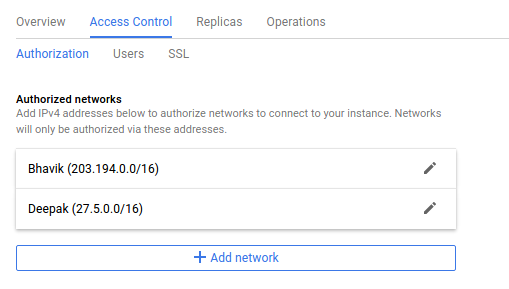 Overview Access Control Replicas Operations
Authorization Users SSL
Authorized networks
Add IPv4 addresses below to authorize networks to connect to your instance. Networks
will only be authorized via these addresses.
Bhavik (203.194.0.0/16)
Deepak (27.5.0.0/16)
Add network